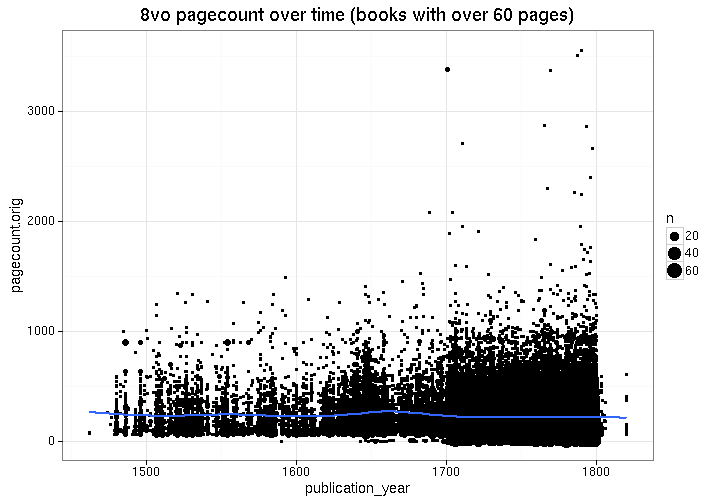 8vo pagecount over time (books with over 60 pages)
pagecount.orig
3000
2000
1000
0
1500
1600
1700
1800
publication_year
n
20
40
60